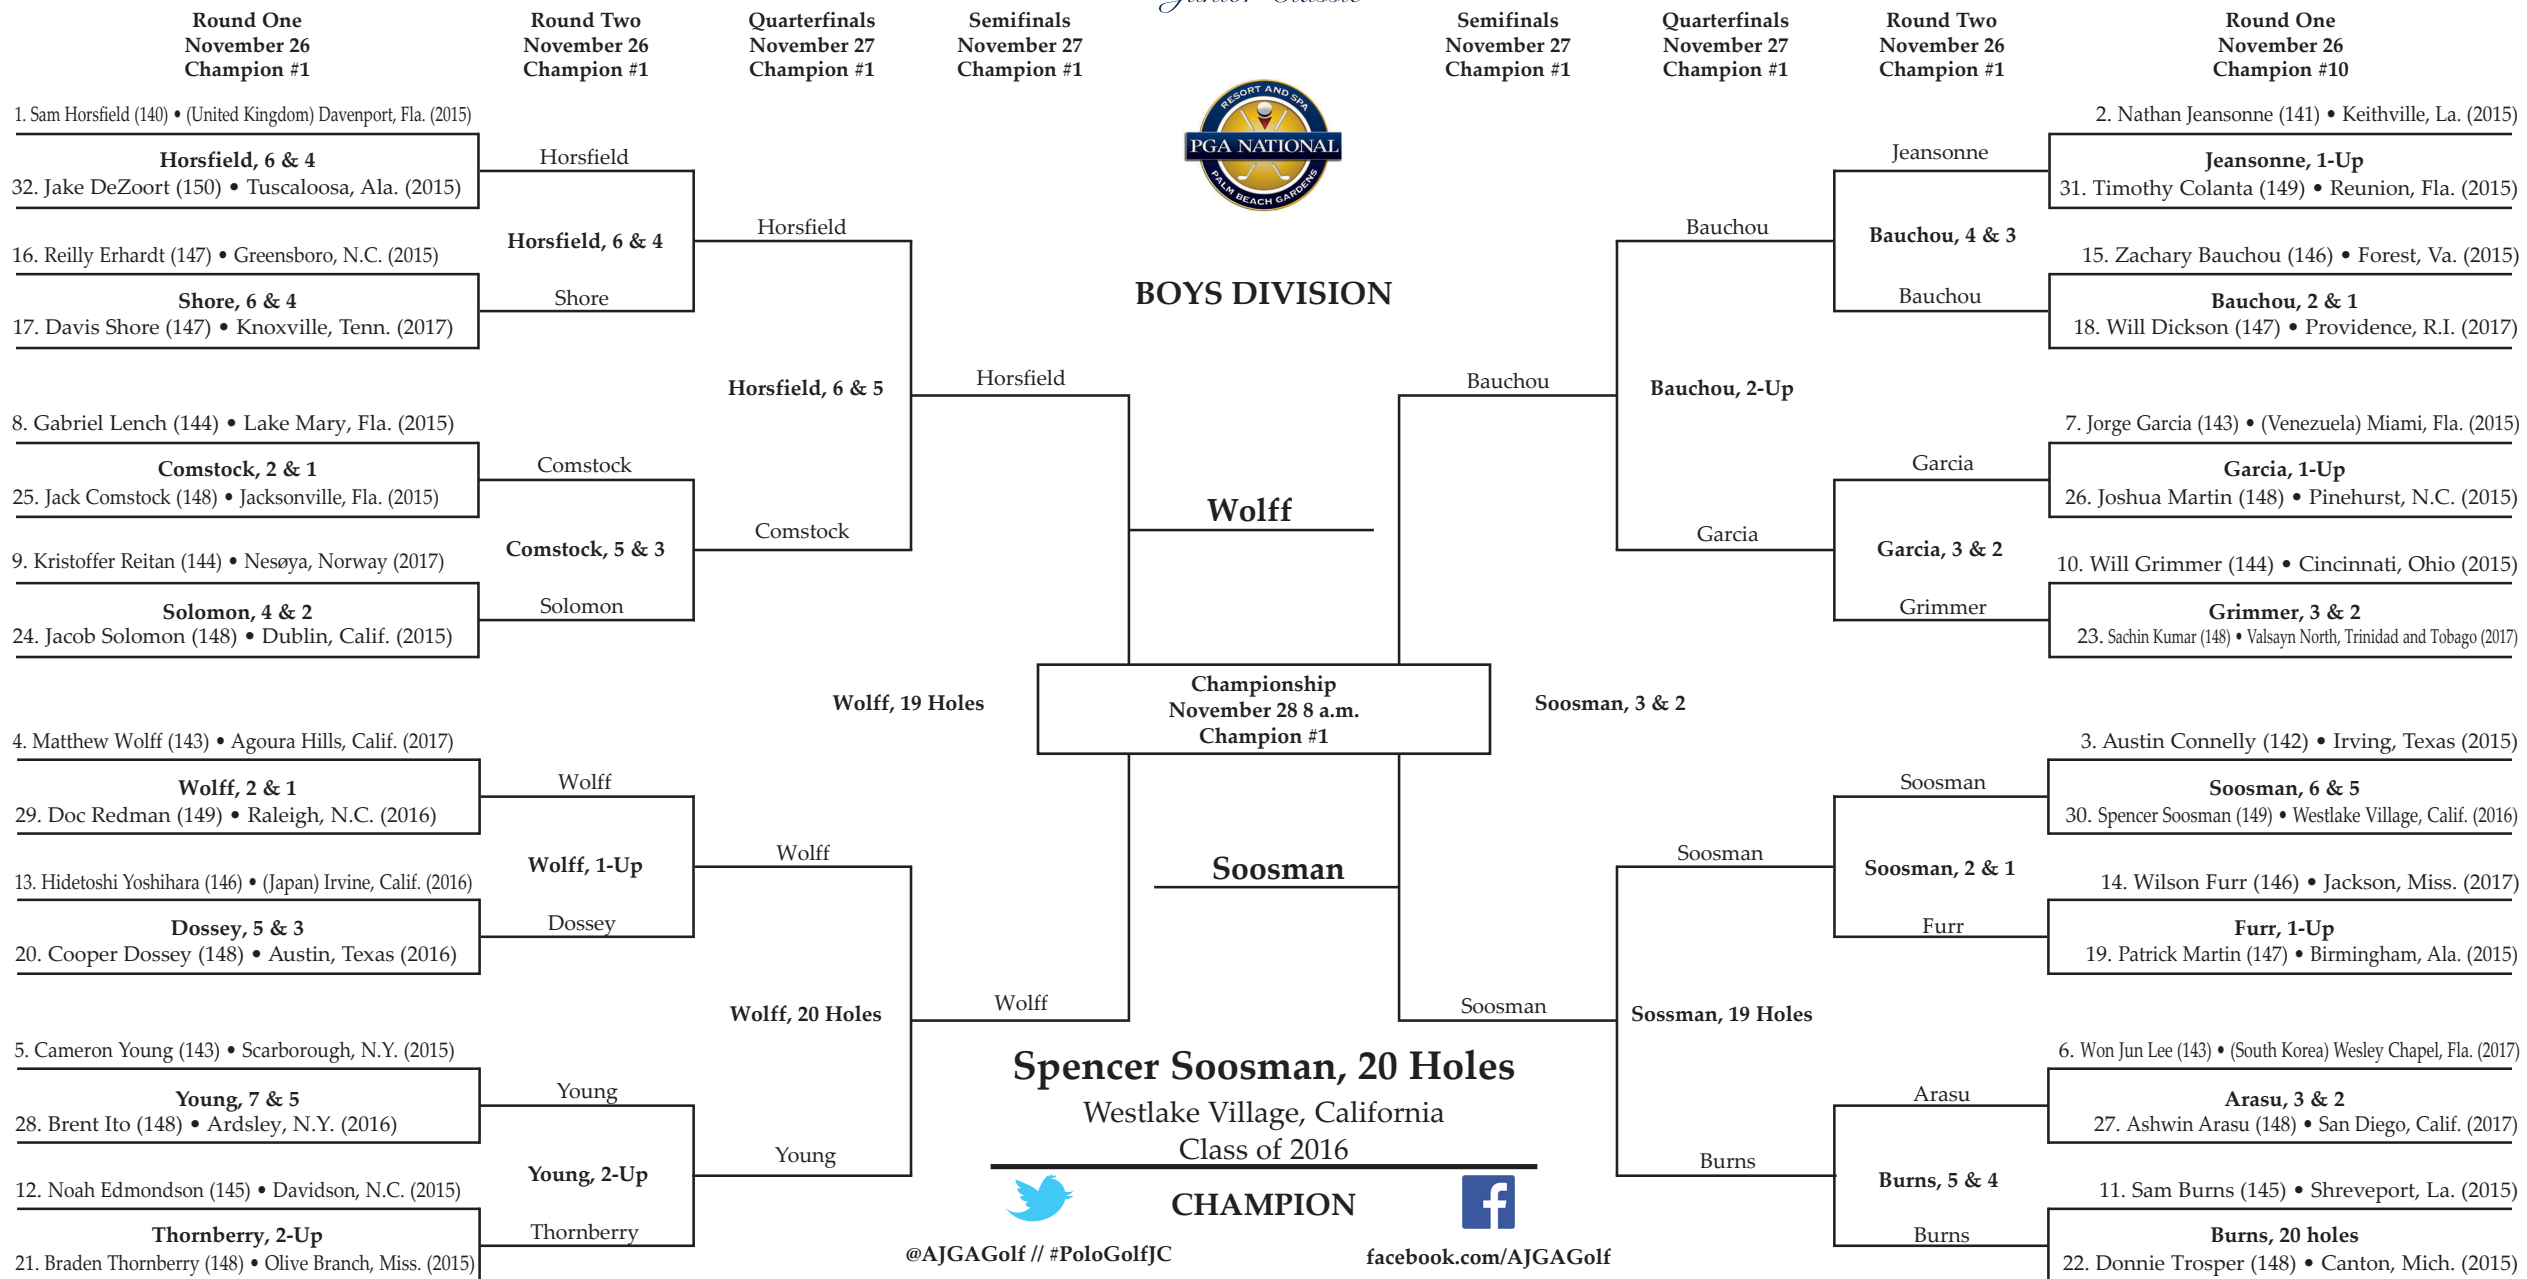 Junior Classic
Round One
November 26
Champion #1
Round Two
November 26
Champion #1
Quarterfinals
November 27
Champion #1
Semifinals
November 27
Champion #1
Semifinals
November 27
Champion #1
Quarterfinals
November 27
Champion #1
Round Two
November 26
Champion #1
Round One
November 26
Champion #10
RESORT AND SPA
PGA NATIONAL
PALM BEACH GARDENS
BOYS DIVISION
1. Sam Horsfield (140) • (United Kingdom) Davenport, Fla. (2015)
Horsfield, 6 & 4
32. Jake DeZoort (150) • Tuscaloosa, Ala. (2015)
16. Reilly Erhardt (147) • Greensboro, N.C. (2015)
Shore, 6 & 4
17. Davis Shore (147) • Knoxville, Tenn. (2017)
8. Gabriel Lench (144) • Lake Mary, Fla. (2015)
Comstock, 2 & 1
25. Jack Comstock (148) • Jacksonville, Fla. (2015)
9. Kristoffer Reitan (144) • Nesøya, Norway (2017)
Solomon, 4 & 2
24. Jacob Solomon (148) • Dublin, Calif. (2015)
4. Matthew Wolff (143) • Agoura Hills, Calif. (2017)
Wolff, 2 & 1
29. Doc Redman (149) • Raleigh, N.C. (2016)
13. Hidetoshi Yoshihara (146) • (Japan) Irvine, Calif. (2016)
Dossey, 5 & 3
20. Cooper Dossey (148) • Austin, Texas (2016)
5. Cameron Young (143) • Scarborough, N.Y. (2015)
Young, 7 & 5
28. Brent Ito (148) • Ardsley, N.Y. (2016)
12. Noah Edmondson (145) • Davidson, N.C. (2015)
Thornberry, 2-Up
21. Braden Thornberry (148) • Olive Branch, Miss. (2015)
Horsfield
Horsfield, 6 & 4
Shore
Comstock
Comstock, 5 & 3
Solomon
Wolff
Wolff, 1-Up
Dossey
Young
Young, 2-Up
Thornberry
Horsfield
Horsfield, 6 & 5
Comstock
Wolff
Wolff, 20 Holes
Young
Horsfield
Wolff, 19 Holes
Wolff
Wolff
Championship
November 28 8 a.m.
Champion #1
Soosman
Spencer Soosman, 20 Holes
Westlake Village, California
Class of 2016
CHAMPION
@AJGAGolf // #PoloGolfJC
facebook.com/AJGAGolf
Bauchou
Soosman, 3 & 2
Soosman
Bauchou
Bauchou, 2-Up
Garcia
Soosman
Sossman, 19 Holes
Burns
Jeansonne
Bauchou, 4 & 3
Bauchou
Garcia
Garcia, 3 & 2
Grimmer
Soosman
Soosman, 2 & 1
Furr
Arasu
Burns, 5 & 4
Burns
2. Nathan Jeansonne (141) • Keithville, La. (2015)
Jeansonne, 1-Up
31. Timothy Colanta (149) • Reunion, Fla. (2015)
15. Zachary Bauchou (146) • Forest, Va. (2015)
Bauchou, 2 & 1
18. Will Dickson (147) • Providence, R.I. (2017)
7. Jorge Garcia (143) • (Venezuela) Miami, Fla. (2015)
Garcia, 1-Up
26. Joshua Martin (148) • Pinehurst, N.C. (2015)
10. Will Grimmer (144) • Cincinnati, Ohio (2015)
Grimmer, 3 & 2
23. Sachin Kumar (148) • Valsayn North, Trinidad and Tobago (2017)
3. Austin Connelly (142) • Irving, Texas (2015)
Soosman, 6 & 5
30. Spencer Soosman (149) • Westlake Village, Calif. (2016)
14. Wilson Furr (146) • Jackson, Miss. (2017)
Furr, 1-Up
19. Patrick Martin (147) • Birmingham, Ala. (2015)
6. Won Jun Lee (143) • (South Korea) Wesley Chapel, Fla. (2017)
Arasu, 3 & 2
27. Ashwin Arasu (148) • San Diego, Calif. (2017)
11. Sam Burns (145) • Shreveport, La. (2015)
Burns, 20 holes
22. Donnie Trosper (148) • Canton, Mich. (2015)